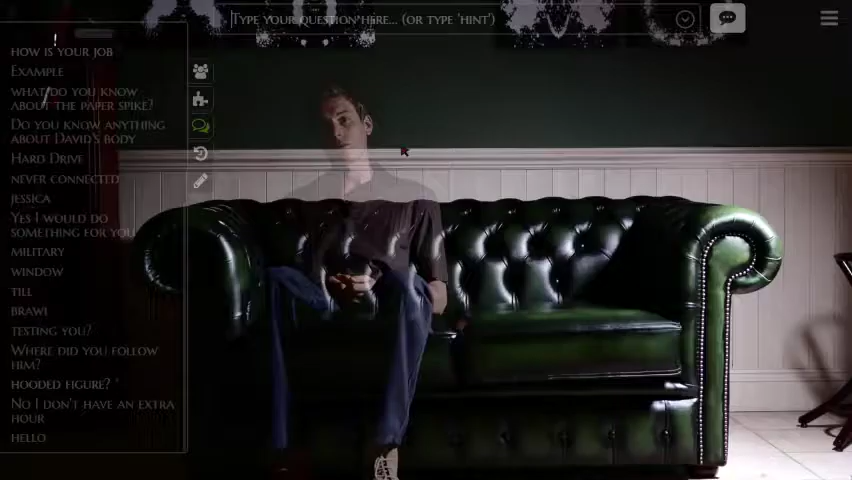 Type your question here... (or type 'hint')
how is your job
Example
what do you know
about the paper spike?
Do you know anything
about David's body
Hard Drive
never connected
jessica
Yes I would do
something for you
military
window
till
brawi
testing you?
Where did you follow
him?
hooded figure?
No I don't have an extra
hour
hello